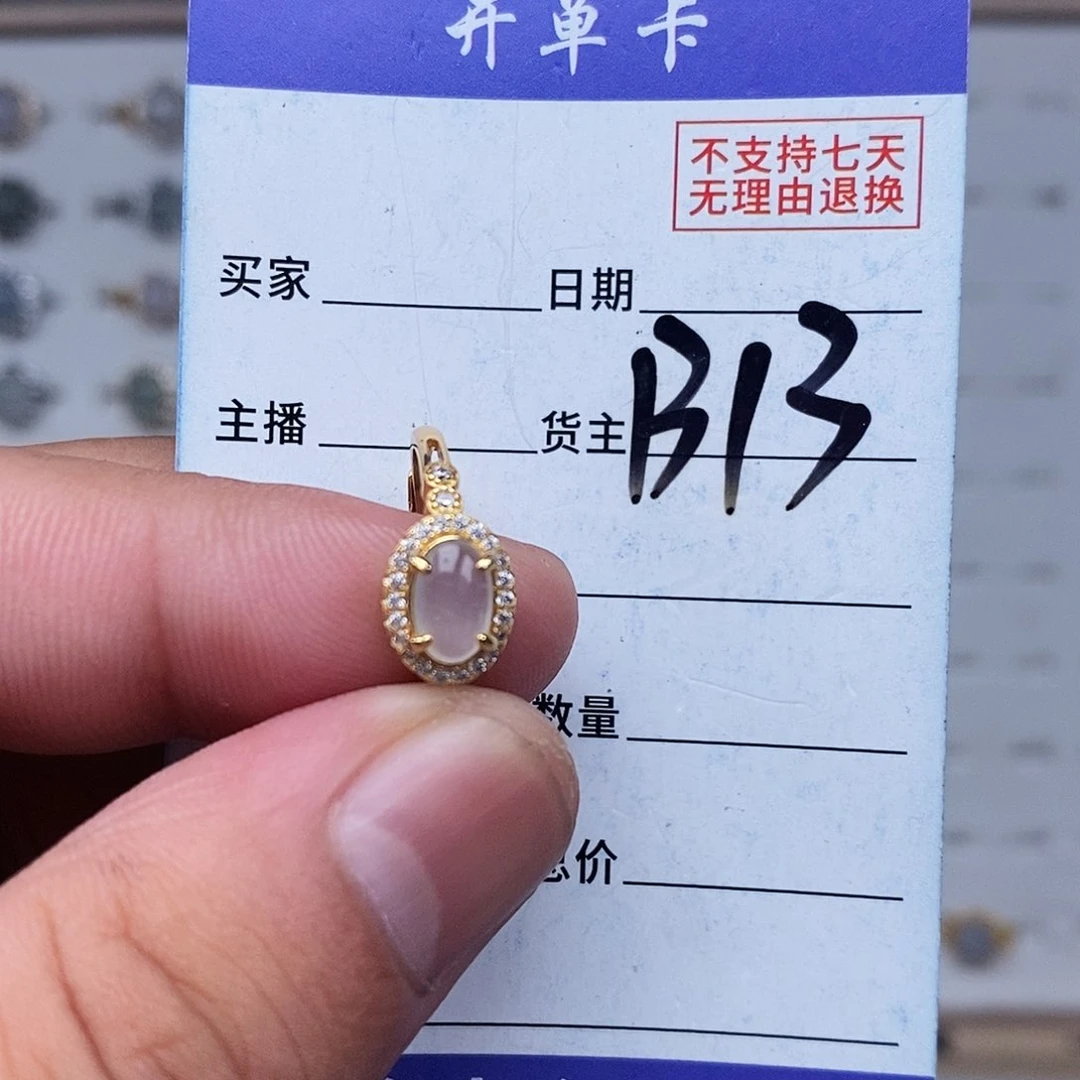 开单卡
不支持七天
无理由退换
买家 日期
主播 货主 B13
数量
总价